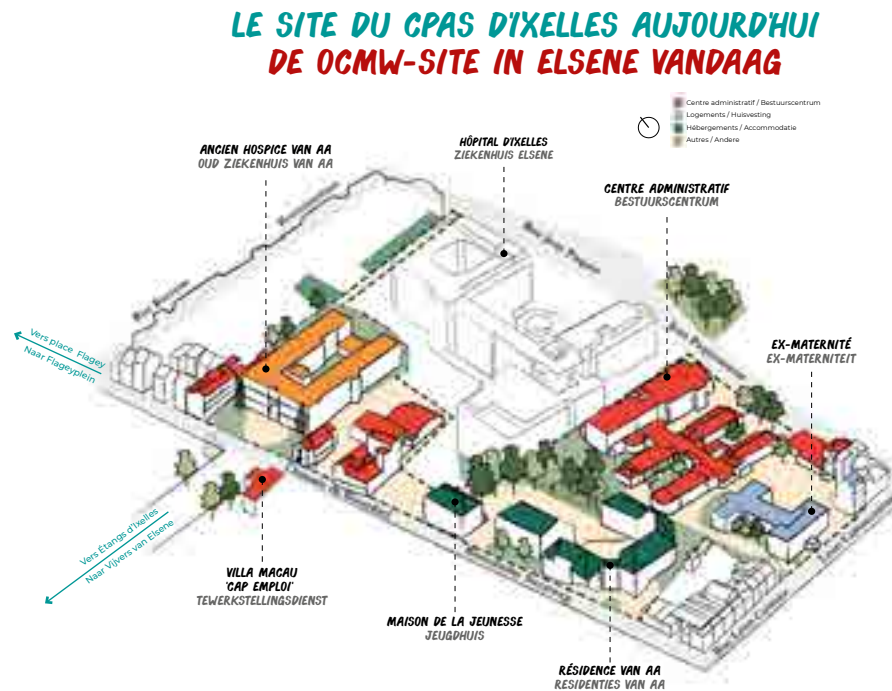 LE SITE DU CPAS D'IXELLES AUJOURD'HUI
DE OCMW-SITE IN ELSENE VANDAAG
Centre administratif / Bestuurscentrum
Logements / Huisvesting
Hébergements / Accommodatie
Autres / Andere
ANCIEN HOSPICE VAN AA
OUD ZIEKENHUIS VAN AA
HÔPITAL D'IXELLES
ZIEKENHUIS ELSENE
CENTRE ADMINISTRATIF
BESTUURSCENTRUM
EX-MATERNITÉ
EX-MATERNITEIT
Vers place Flagey
Naar Flageyplein
Vers Étangs d'Ixelles
Naar Vijvers van Elsene
VILLA MACAU
'CAP EMPLOI'
TEWERKSTELLINGSDIENST
MAISON DE LA JEUNESSE
JEUGDHUIS
RÉSIDENCE VAN AA
RESIDENTIES VAN AA